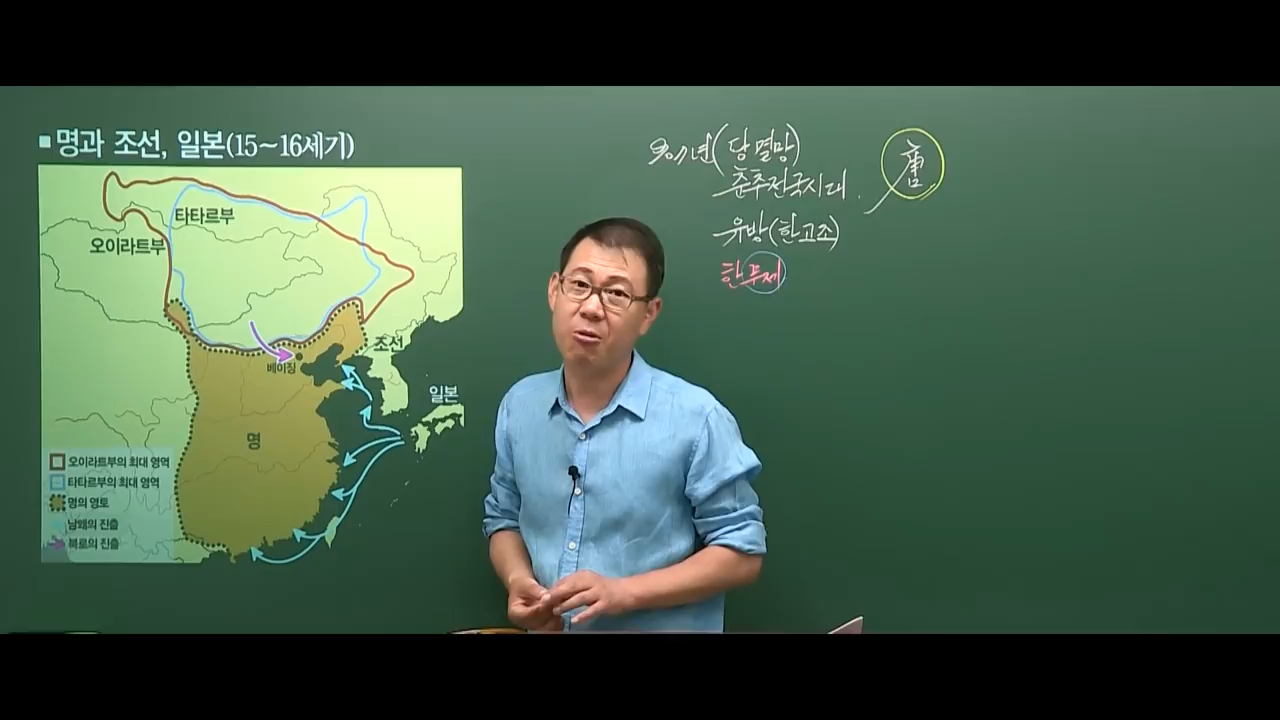 ■명과 조선, 일본(15~16세기)
타타르부
오이라트부
조선
베이징
일본
명
오이라트부의 최대 영역
타타르부의 최대 영역
명의 영토
남왜의 진출
북로의 진출
907년(당 멸망)
춘추전국시대.
유방(한고조)
한무제
唐